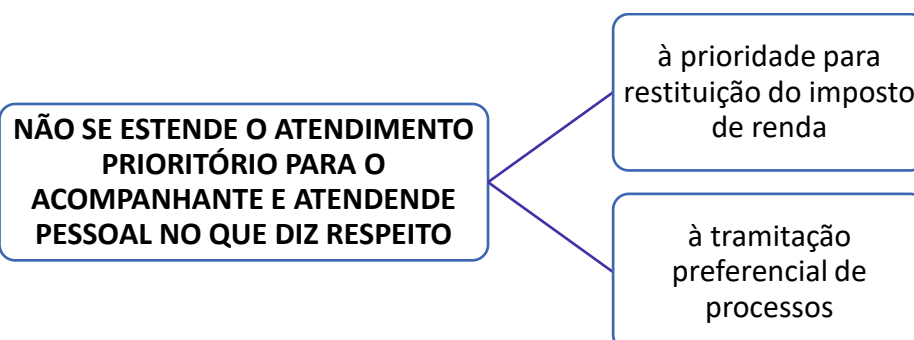 NÃO SE ESTENDE O ATENDIMENTO
PRIORITÓRIO PARA O
ACOMPANHANTE E ATENDENDE
PESSOAL NO QUE DIZ RESPEITO
à prioridade para
restituição do imposto
de renda
à tramitação
preferencial de
processos